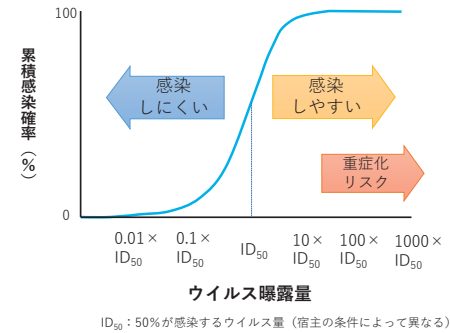 100
累積感染確率（%）
0
感染
しにくい
感染
しやすい
重症化
リスク
0.01×
ID50
0.1×
ID50
ID50
10×
ID50
100×
ID50
1000×
ID50
ウイルス曝露量
ID50：50%が感染するウイルス量（宿主の条件によって異なる）